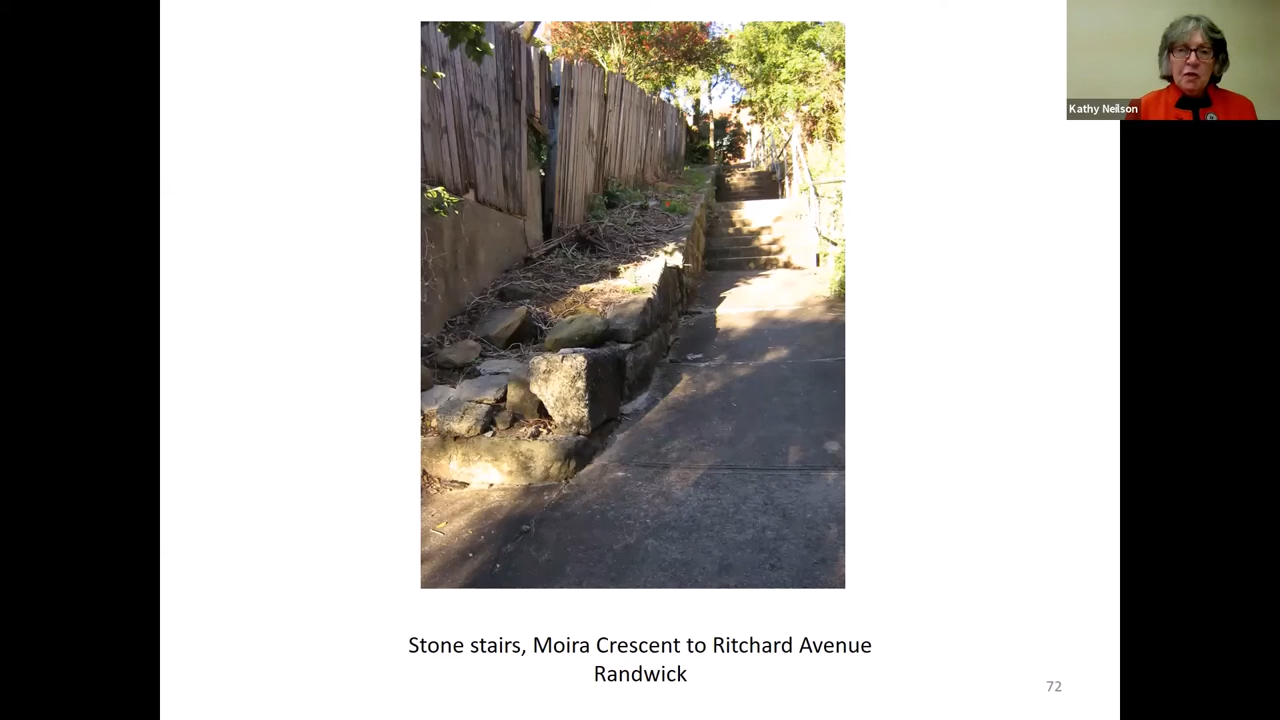 Kathy Neilson
Stone stairs, Moira Crescent to Ritchard Avenue
Randwick
72